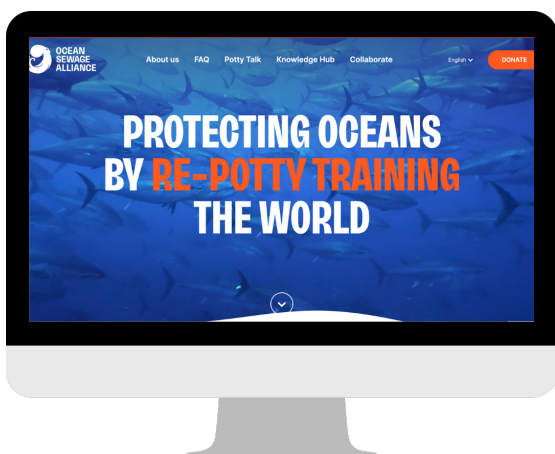 OCEAN
SEWAGE
ALLIANCE
About us FAQ Potty Talk Knowledge Hub Collaborate
English
DONATE
PROTECTING OCEANS
BY RE-POTTY TRAINING
THE WORLD